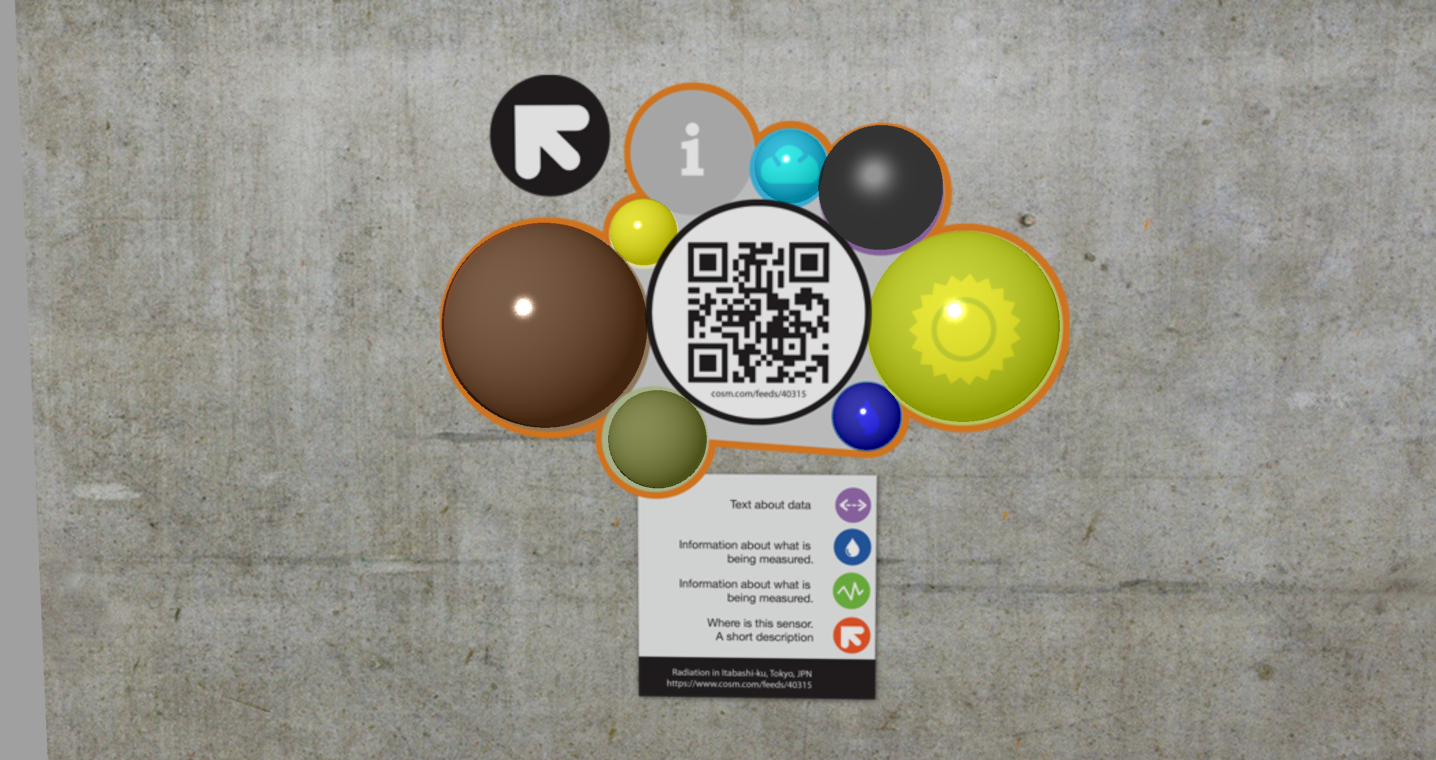 i
cosm.com/feeds/40315
Text about data
Information about what is
being measured.
Information about what is
being measured.
Where is this sensor.
A short description
Radiation in Itabashi-ku, Tokyo, JPN
https://www.cosm.com/feeds/40315